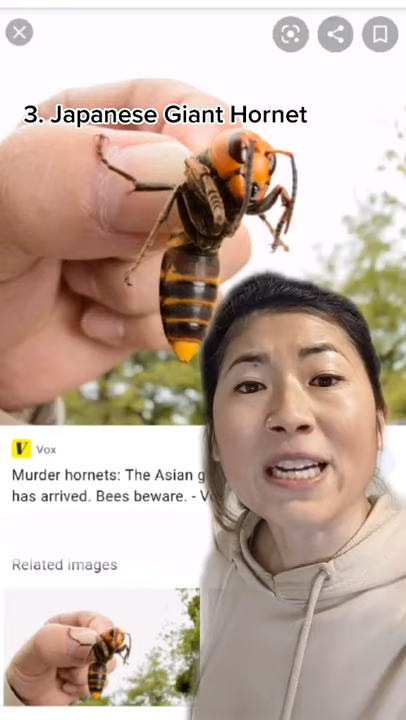 3. Japanese Giant Hornet
Vox
Murder hornets: The Asian g
has arrived. Bees beware. - V
Related images